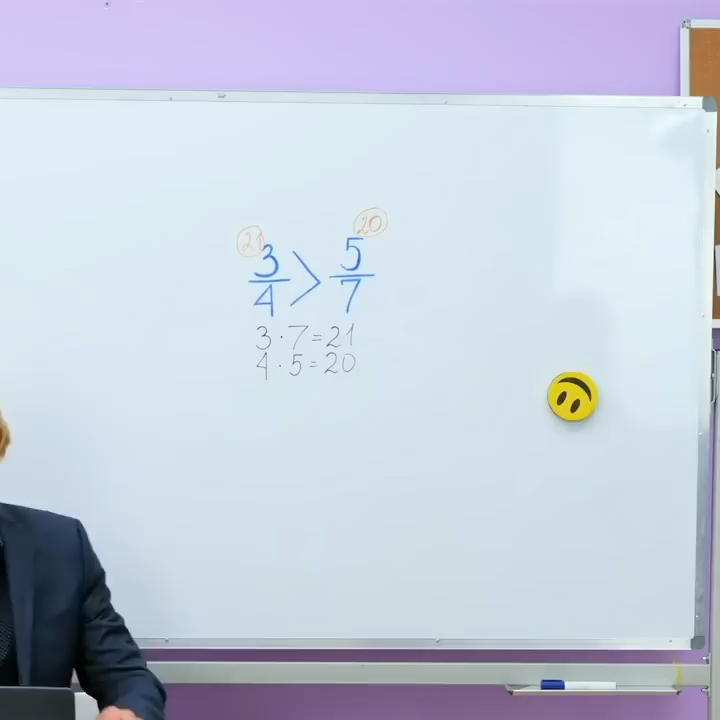 21 20
3/4 > 5/7
3 · 7 = 21
4 · 5 = 20